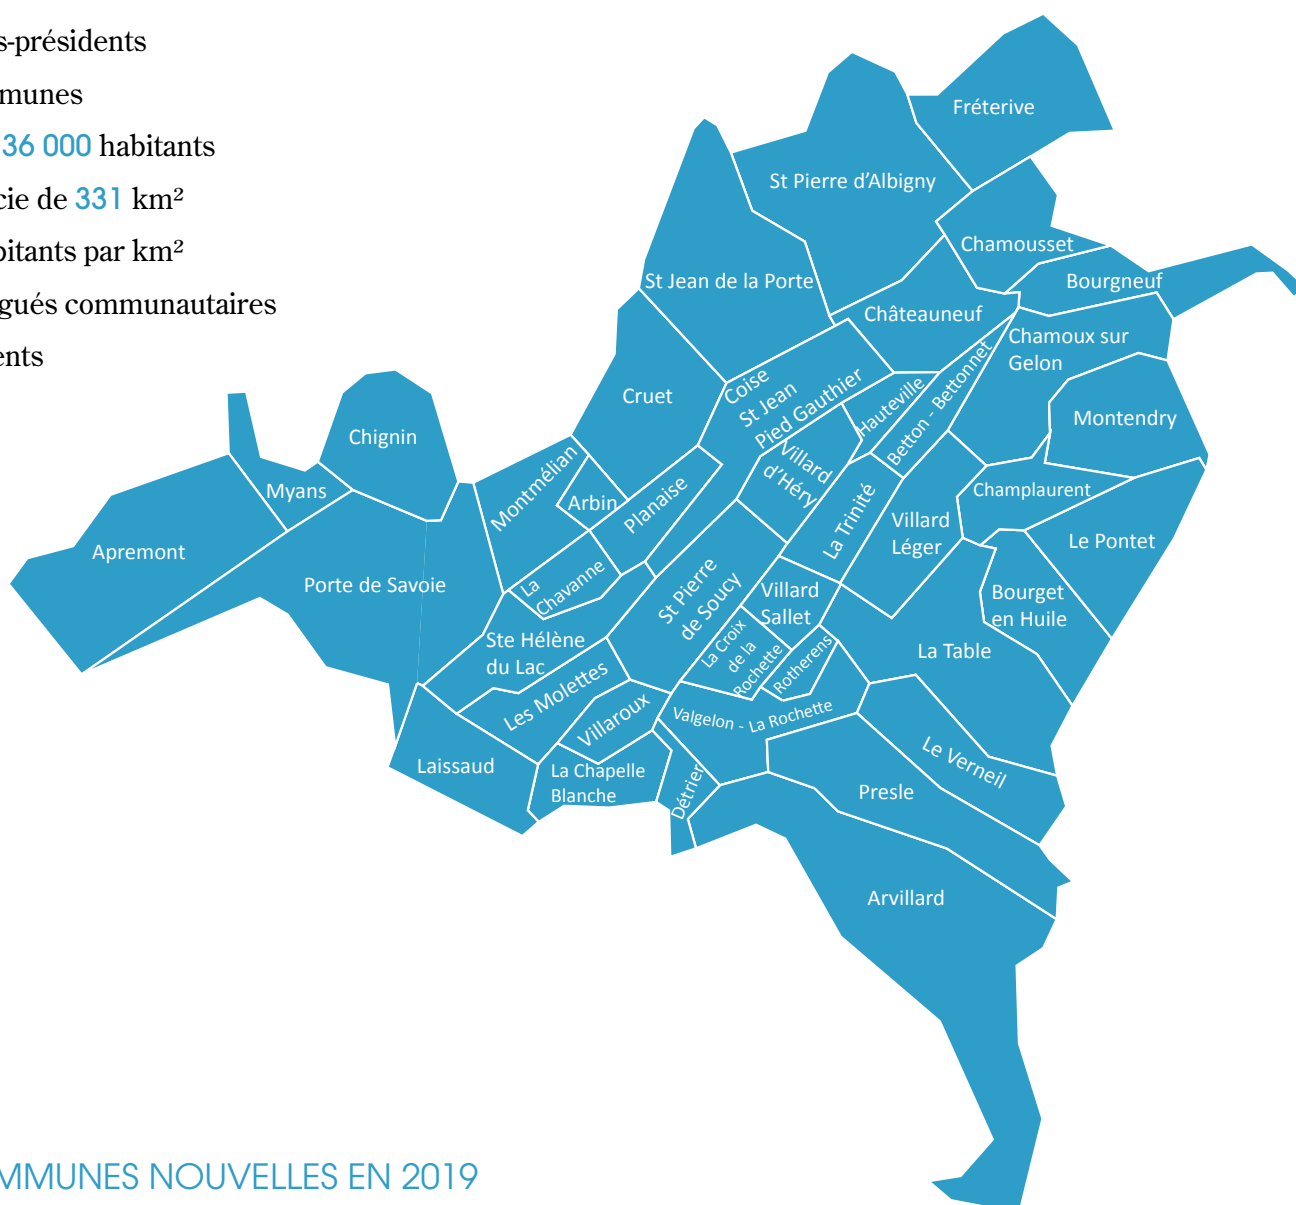 s-présidents
munes
36 000 habitants
cie de 331 km²
bitants par km²
gués communautaires
ents
Fréterive
St Pierre d'Albigny
Chamousset
St Jean de la Porte
Bourgneuf
Châteauneuf
Chamoux sur
Gelon
Cruet
Coise
St Jean
Pied Gauthier
Hauteville
Betton - Bettonnet
Montendry
Chignin
Villard
d'Héry
Myans
Montmélian
Arbin
Planaise
La Trinité
Champlaurent
Villard
Léger
Le Pontet
Apremont
Porte de Savoie
La
Chavanne
St Pierre
de Soucy
Villard
Sallet
Bourget
en Huile
Ste Hélène
du Lac
La Croix
de la
Rochette
Rotherens
La Table
Les Molettes
Villaroux
Valgelon - La Rochette
Laissaud
La Chapelle
Blanche
Détrier
Le Verneil
Presle
Arvillard
MMUNES NOUVELLES EN 2019